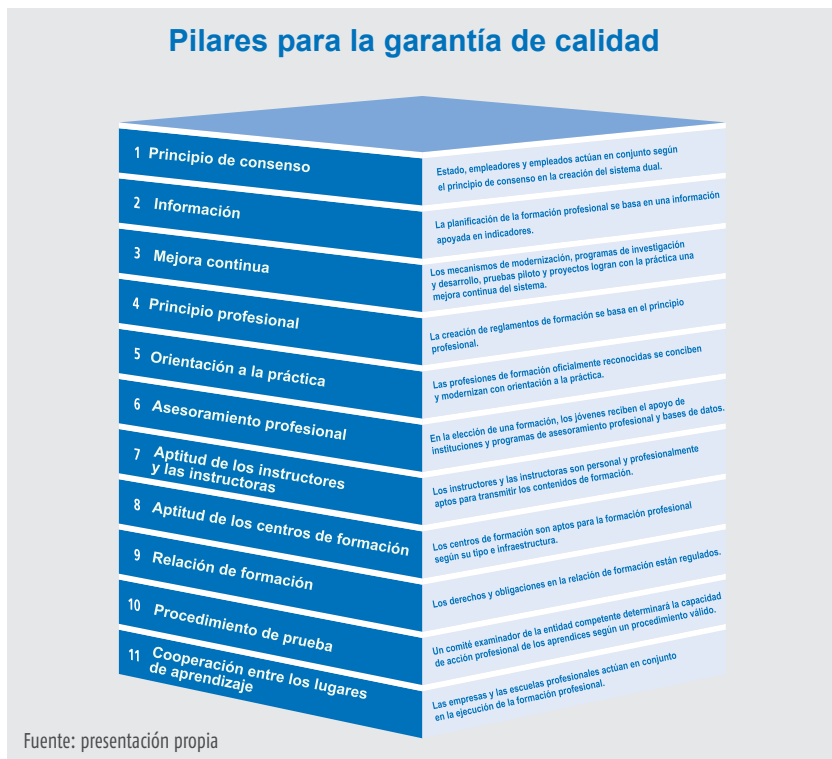 Pilares para la garantía de calidad
1 Principio de consenso
Estado, empleadores y empleados actúan en conjunto según
el principio de consenso en la creación del sistema dual.
2 Información
La planificación de la formación profesional se basa en una información
apoyada en indicadores.
3 Mejora continua
Los mecanismos de modernización, programas de investigación
y desarrollo, pruebas piloto y proyectos logran con la práctica una
mejora continua del sistema.
4 Principio profesional
La creación de reglamentos de formación se basa en el principio
profesional.
5 Orientación a la práctica
Las profesiones de formación oficialmente reconocidas se conciben
y modernizan con orientación a la práctica.
6 Asesoramiento profesional
En la elección de una formación, los jóvenes reciben el apoyo de
instituciones y programas de asesoramiento profesional y bases de datos.
7 Aptitud de los instructores
y las instructoras
Los instructores y las instructoras son personal y profesionalmente
aptos para transmitir los contenidos de formación.
8 Aptitud de los centros de formación
Los centros de formación son aptos para la formación profesional
según su tipo e infraestructura.
9 Relación de formación
Los derechos y obligaciones en la relación de formación están regulados.
10 Procedimiento de prueba
Un comité examinador de la entidad competente determinará la capacidad
de acción profesional de los aprendices según un procedimiento válido.
11 Cooperación entre los lugares
de aprendizaje
Las empresas y las escuelas profesionales actúan en conjunto
en la ejecución de la formación profesional.
Fuente: presentación propia